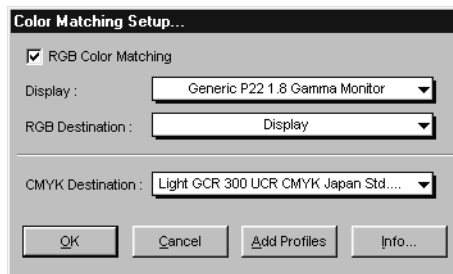 Color Matching Setup...
RGB Color Matching
Display : Generic P22 1.8 Gamma Monitor
RGB Destination : Display
CMYK Destination : Light GCR 300 UCR CMYK Japan Std....
OK Cancel Add Profiles Info...